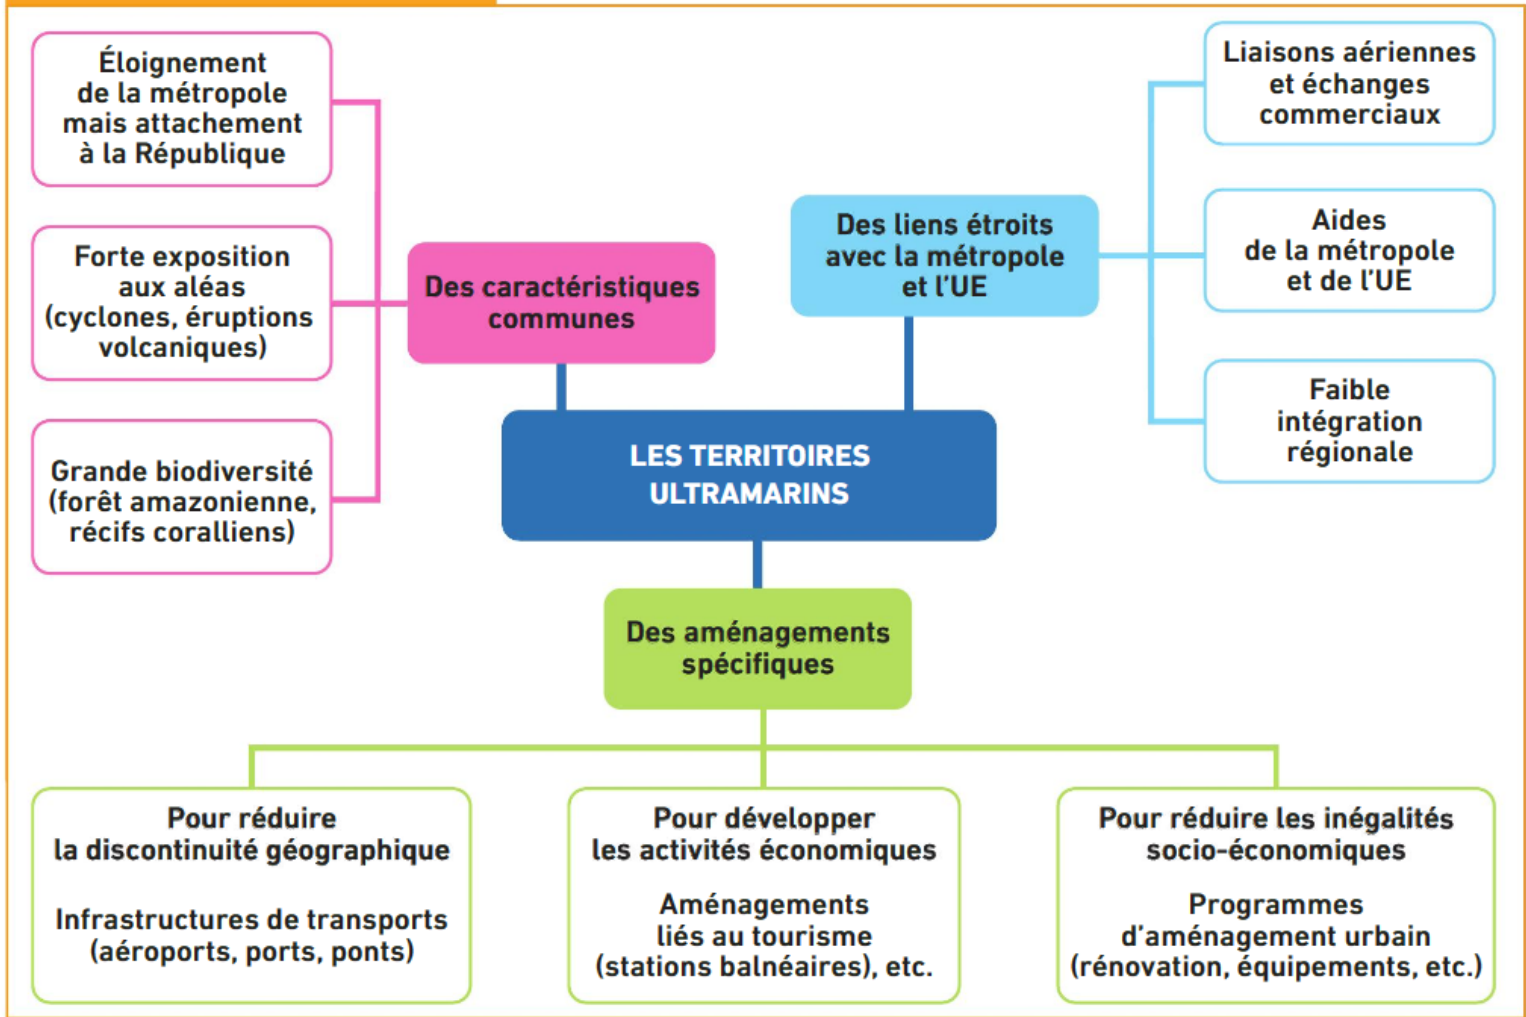 Éloignement
de la métropole
mais attachement
à la République
Forte exposition
aux aléas
(cyclones, éruptions
volcaniques)
Grande biodiversité
(forêt amazonienne,
récifs coralliens)
Des caractéristiques
communes
Des liens étroits
avec la métropole
et l'UE
Liaisons aériennes
et échanges
commerciaux
Aides
de la métropole
et de l'UE
Faible
intégration
régionale
LES TERRITOIRES
ULTRAMARINS
Des aménagements
spécifiques
Pour réduire
la discontinuité géographique
Infrastructures de transports
(aéroports, ports, ponts)
Pour développer
les activités économiques
Aménagements
liés au tourisme
(stations balnéaires), etc.
Pour réduire les inégalités
socio-économiques
Programmes
d'aménagement urbain
(rénovation, équipements, etc.)